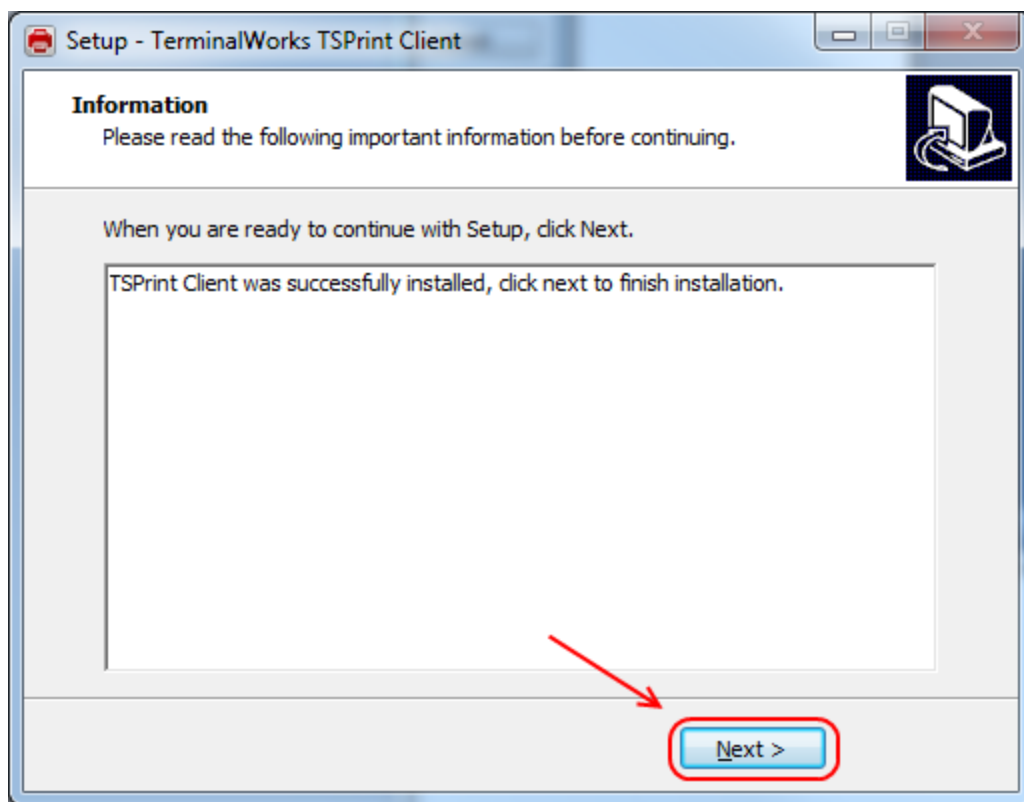 Setup - TerminalWorks TSPrint Client
Information
Please read the following important information before continuing.
When you are ready to continue with Setup, click Next.
TSPrint Client was successfully installed, click next to finish installation.
Next >